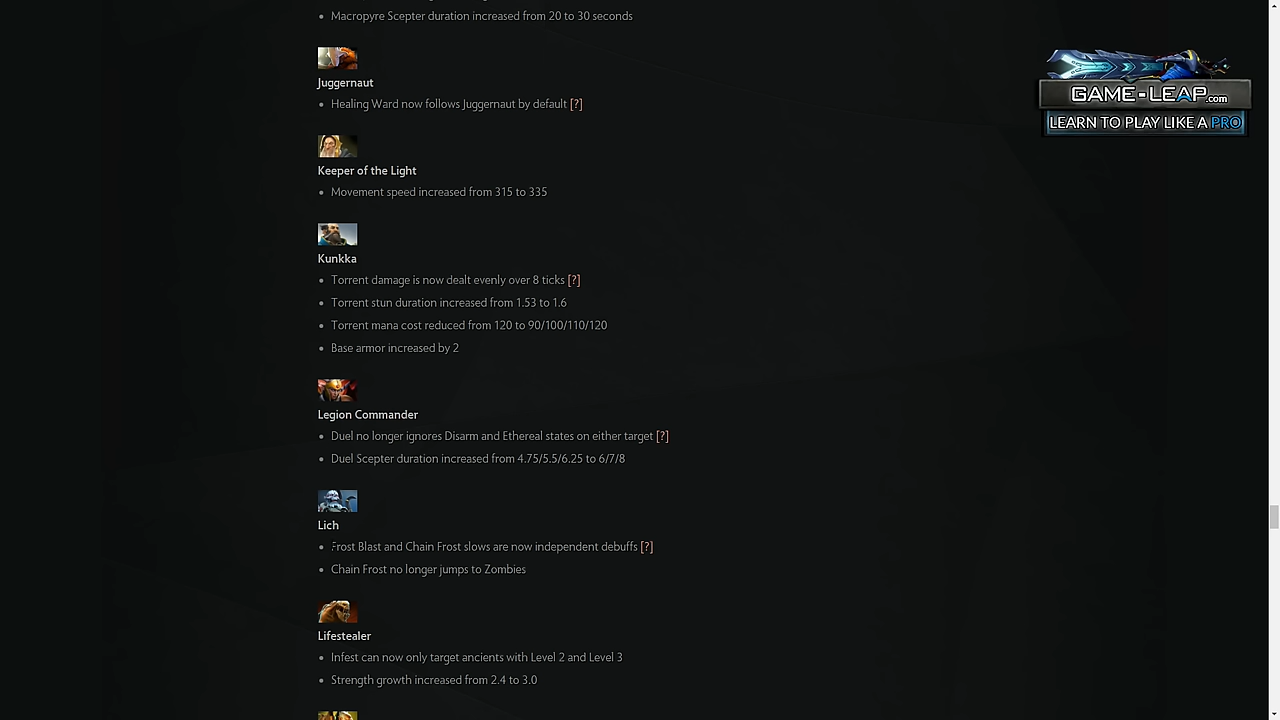 Macropyre Scepter duration increased from 20 to 30 seconds
Juggernaut
Healing Ward now follows Juggernaut by default [?]
Keeper of the Light
Movement speed increased from 315 to 335
Kunkka
Torrent damage is now dealt evenly over 8 ticks [?]
Torrent stun duration increased from 1.53 to 1.6
Torrent mana cost reduced from 120 to 90/100/110/120
Base armor increased by 2
Legion Commander
Duel no longer ignores Disarm and Ethereal states on either target [?]
Duel Scepter duration increased from 4.75/5.5/6.25 to 6/7/8
Lich
Frost Blast and Chain Frost slows are now independent debuffs [?]
Chain Frost no longer jumps to Zombies
Lifestealer
Infest can now only target ancients with Level 2 and Level 3
Strength growth increased from 2.4 to 3.0
GAME-LEAP.com
LEARN TO PLAY LIKE A PRO